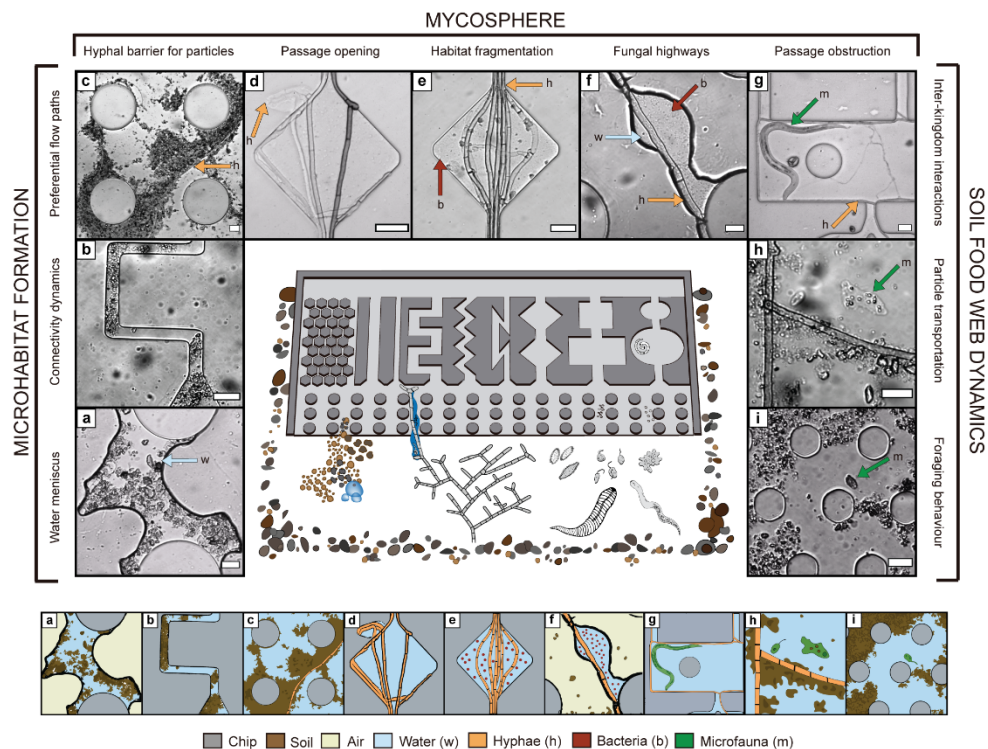 MYCOSPHERE
Hyphal barrier for particles
Passage opening
Habitat fragmentation
Fungal highways
Passage obstruction
MICROHABITAT FORMATION
Preferential flow paths
Connectivity dynamics
Water meniscus
SOIL FOOD WEB DYNAMICS
Inter-kingdom interactions
Particle transportation
Foraging behaviour
c
h
d
h
e
h
b
f
b
w
h
g
m
h
b
h
m
a
w
i
m
a
b
c
d
e
f
g
h
i
Chip
Soil
Air
Water (w)
Hyphae (h)
Bacteria (b)
Microfauna (m)